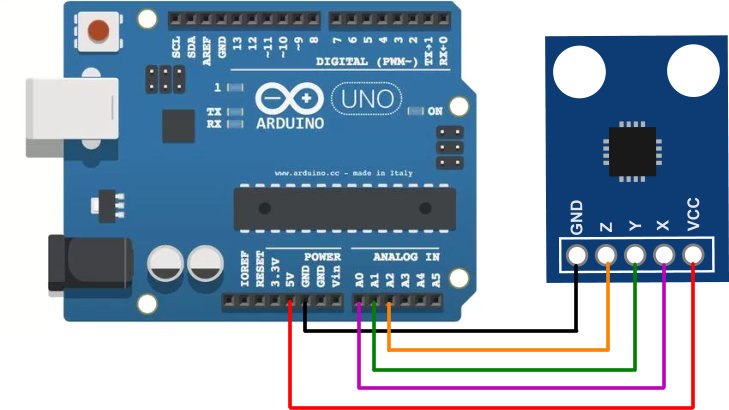 SCL
SDA
AREF
GND
13
12
~11
~10
~9
8
7
6
5
4
3
2
TX→1
RX←0
DIGITAL (PWM~)
1
TX
RX
UNO
ON
ARDUINO
www.arduino.cc - made in Italy
POWER
ANALOG IN
IOREF
RESET
3.3V
5V
GND
GND
Vin
A0
A1
A2
A3
A4
A5
GND
Z
Y
X
VCC